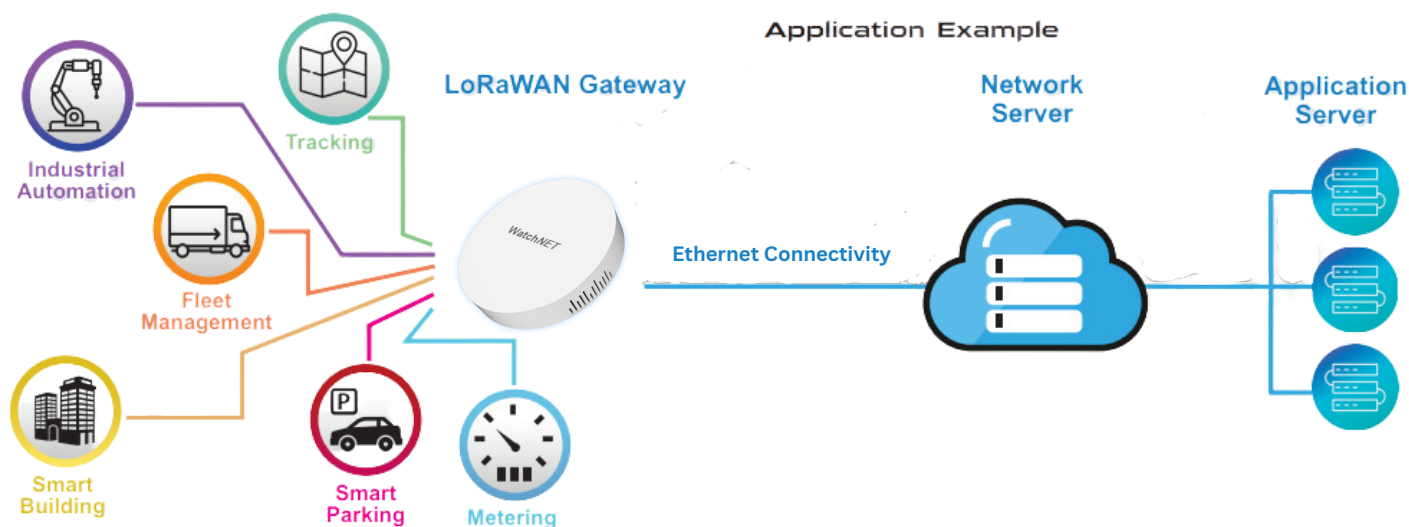 Application Example
LoRaWAN Gateway
Network
Server
Application
Server
Tracking
Industrial
Automation
WatchNET
Ethernet Connectivity
Fleet
Management
P
Smart
Building
Smart
Parking
Metering